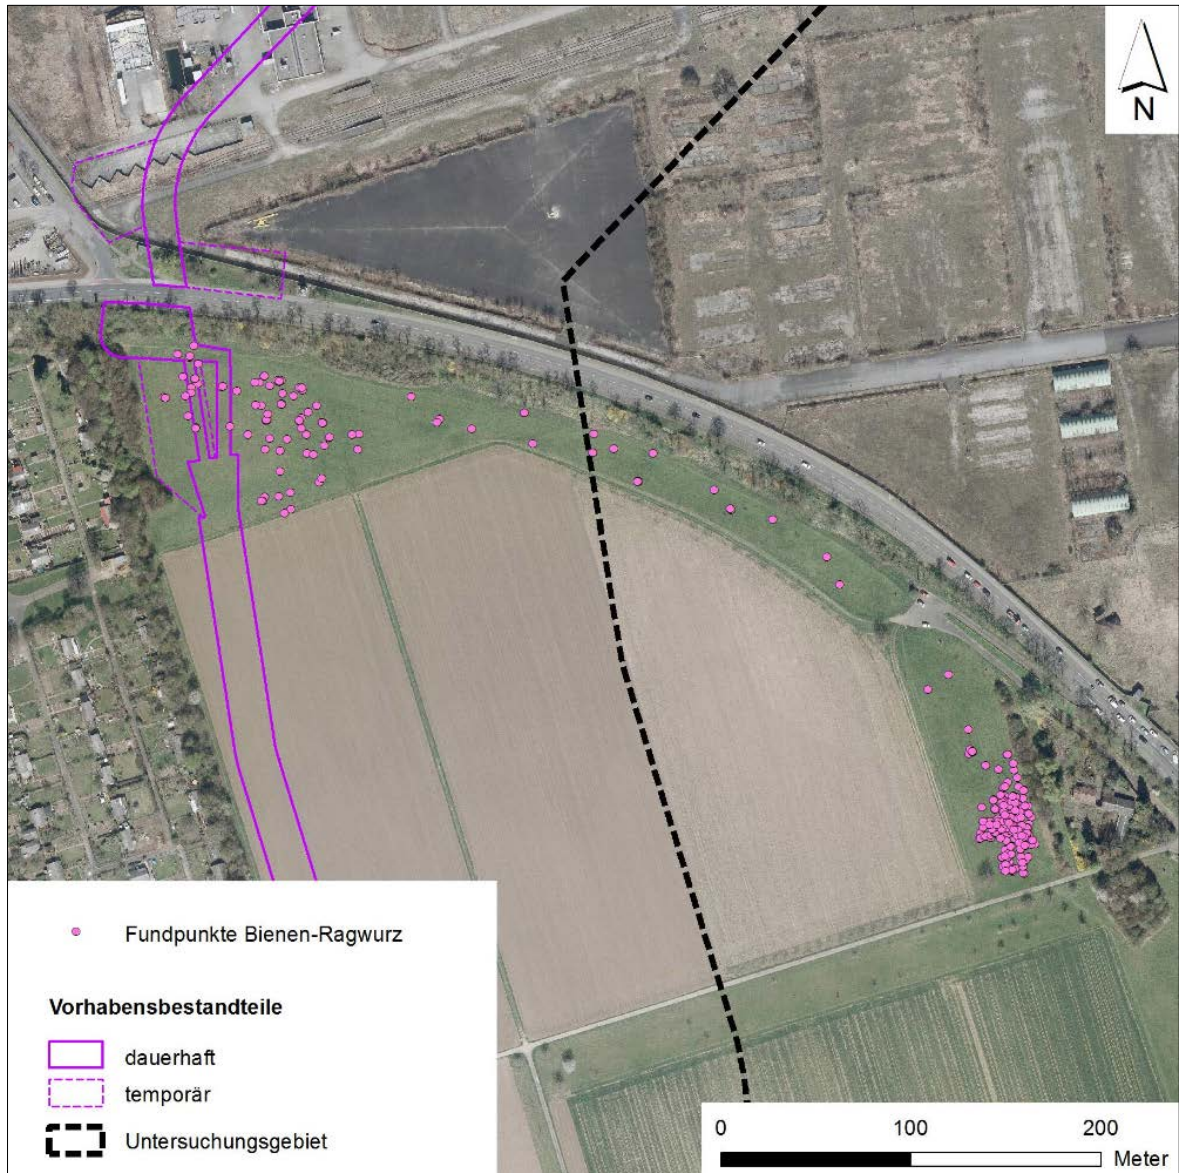 N
Fundpunkte Bienen-Ragwurz
Vorhabensbestandteile
dauerhaft
temporär
Untersuchungsgebiet
0 100 200
Meter